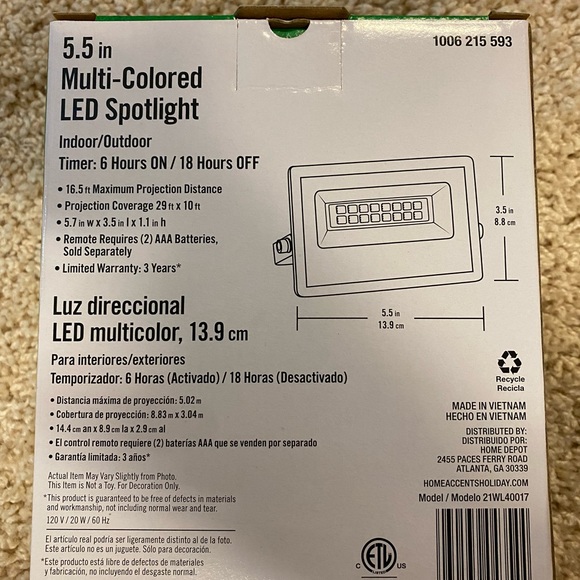 5.5 in
Multi-Colored
LED Spotlight
1006 215 593
Indoor/Outdoor
Timer: 6 Hours ON / 18 Hours OFF
• 16.5 ft Maximum Projection Distance
• Projection Coverage 29 ft x 10 ft
• 5.7 in w x 3.5 in l x 1.1 in h
• Remote Requires (2) AAA Batteries,
Sold Separately
• Limited Warranty: 3 Years*
3.5 in
8.8 cm
5.5 in
13.9 cm
Luz direccional
LED multicolor, 13.9 cm
Para interiores/exteriores
Temporizador: 6 Horas (Activado) / 18 Horas (Desactivado)
• Distancia máxima de proyección: 5.02 m
• Cobertura de proyección: 8.83 m x 3.04 m
• 14.4 cm an x 8.9 cm la x 2.9 cm al
• El control remoto requiere (2) baterías AAA que se venden por separado
• Garantía limitada: 3 años*
Recycle
Recicla
MADE IN VIETNAM
HECHO EN VIETNAM
DISTRIBUTED BY:
DISTRIBUIDO POR:
HOME DEPOT
2455 PACES FERRY ROAD
ATLANTA, GA 30339
HOMEACCENTSHOLIDAY.COM
Model / Modelo 21WL40017
Actual Item May Vary Slightly from Photo.
This Item is Not a Toy. For Decoration Only.
*This product is guaranteed to be free of defects in materials
and workmanship, not including normal wear and tear.
120 V / 20 W / 60 Hz
El artículo real podría ser ligeramente distinto al de la foto.
Este artículo no es un juguete. Sólo para decoración.
*Este producto está libre de defectos de materiales
y fabricación, no incluyendo el desgaste normal.
C ETL US
LISTED